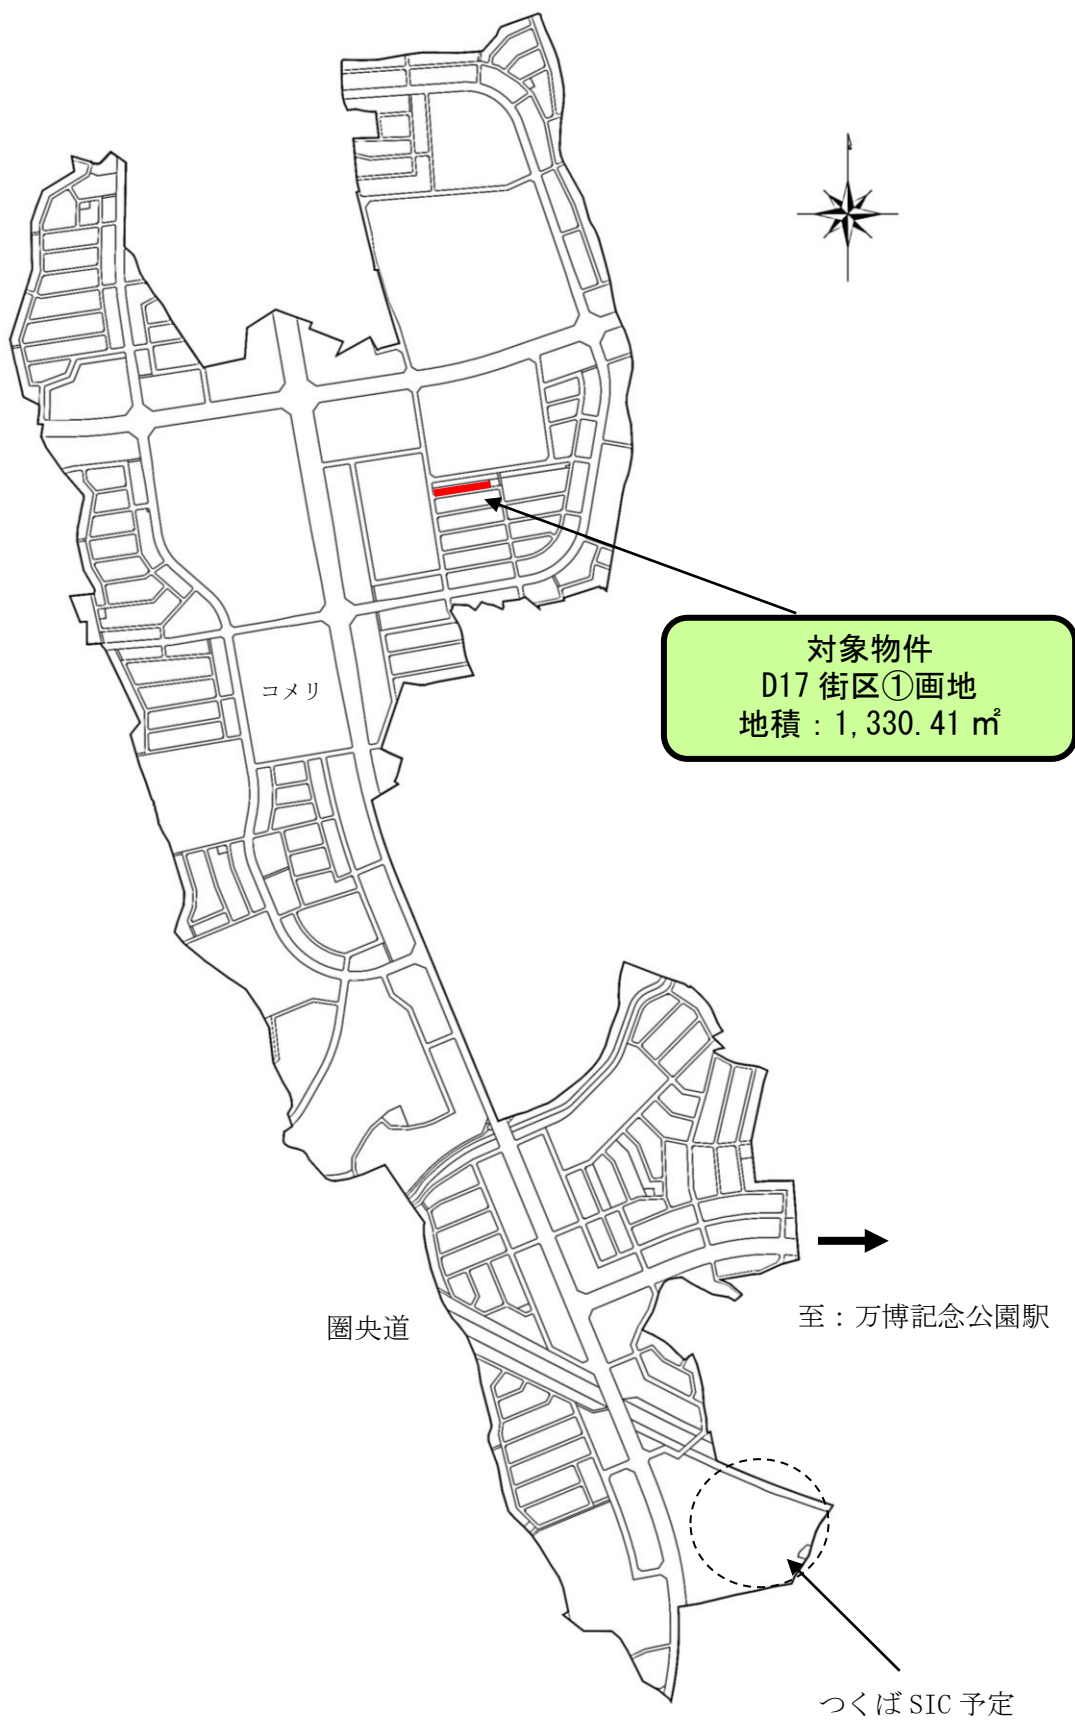 対象物件
D17 街区①画地
地積：1,330.41 ㎡
コメリ
圏央道
至：万博記念公園駅
つくば SIC 予定